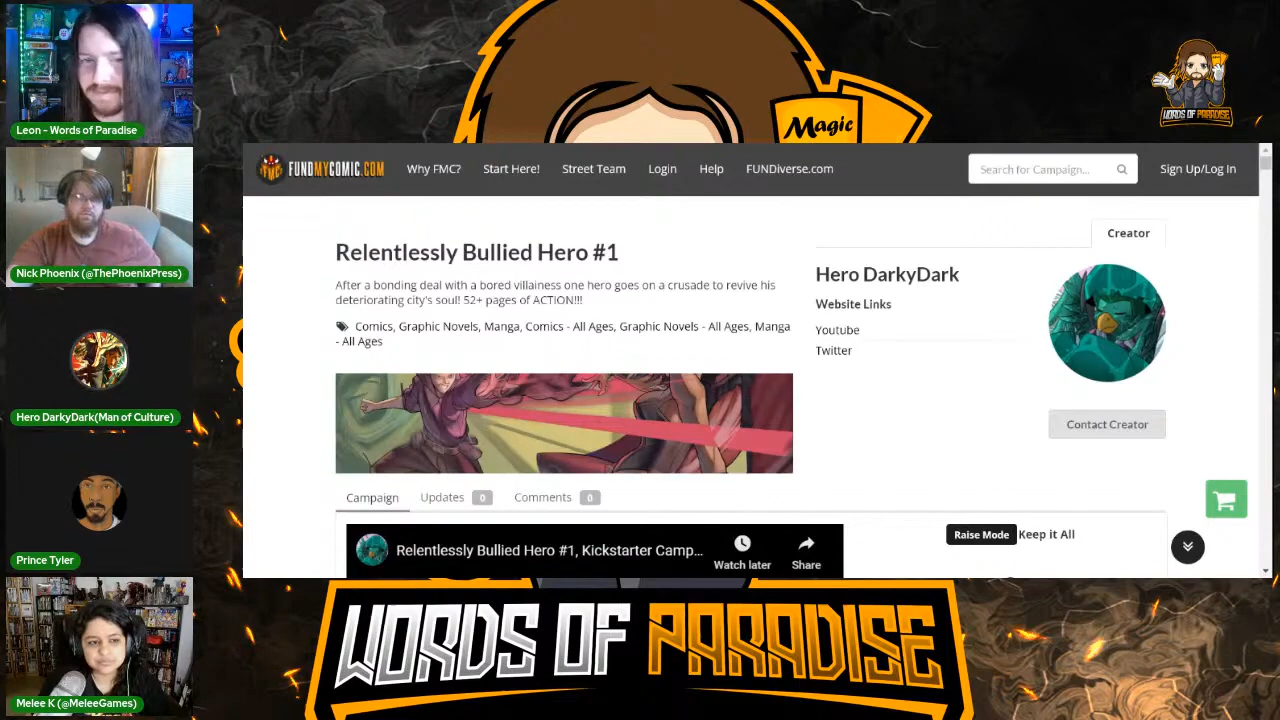 Leon - Words of Paradise
Nick Phoenix (@ThePhoenixPress)
Hero DarkyDark(Man of Culture)
Prince Tyler
Melee K (@MeleeGames)
Magic
WORDS OF PARADISE
FMC
FUNDMYCOMIC.COM
Why FMC?
Start Here!
Street Team
Login
Help
FUNDiverse.com
Search for Campaign...
Sign Up/Log In
Relentlessly Bullied Hero #1
After a bonding deal with a bored villainess one hero goes on a crusade to revive his
deteriorating city's soul! 52+ pages of ACTION!!!
Comics, Graphic Novels, Manga, Comics - All Ages, Graphic Novels - All Ages, Manga
- All Ages
Creator
Hero DarkyDark
Website Links
Youtube
Twitter
Contact Creator
Campaign
Updates 0
Comments 0
Relentlessly Bullied Hero #1, Kickstarter Camp...
Watch later
Share
Raise Mode Keep it All
WORDS OF PARADISE